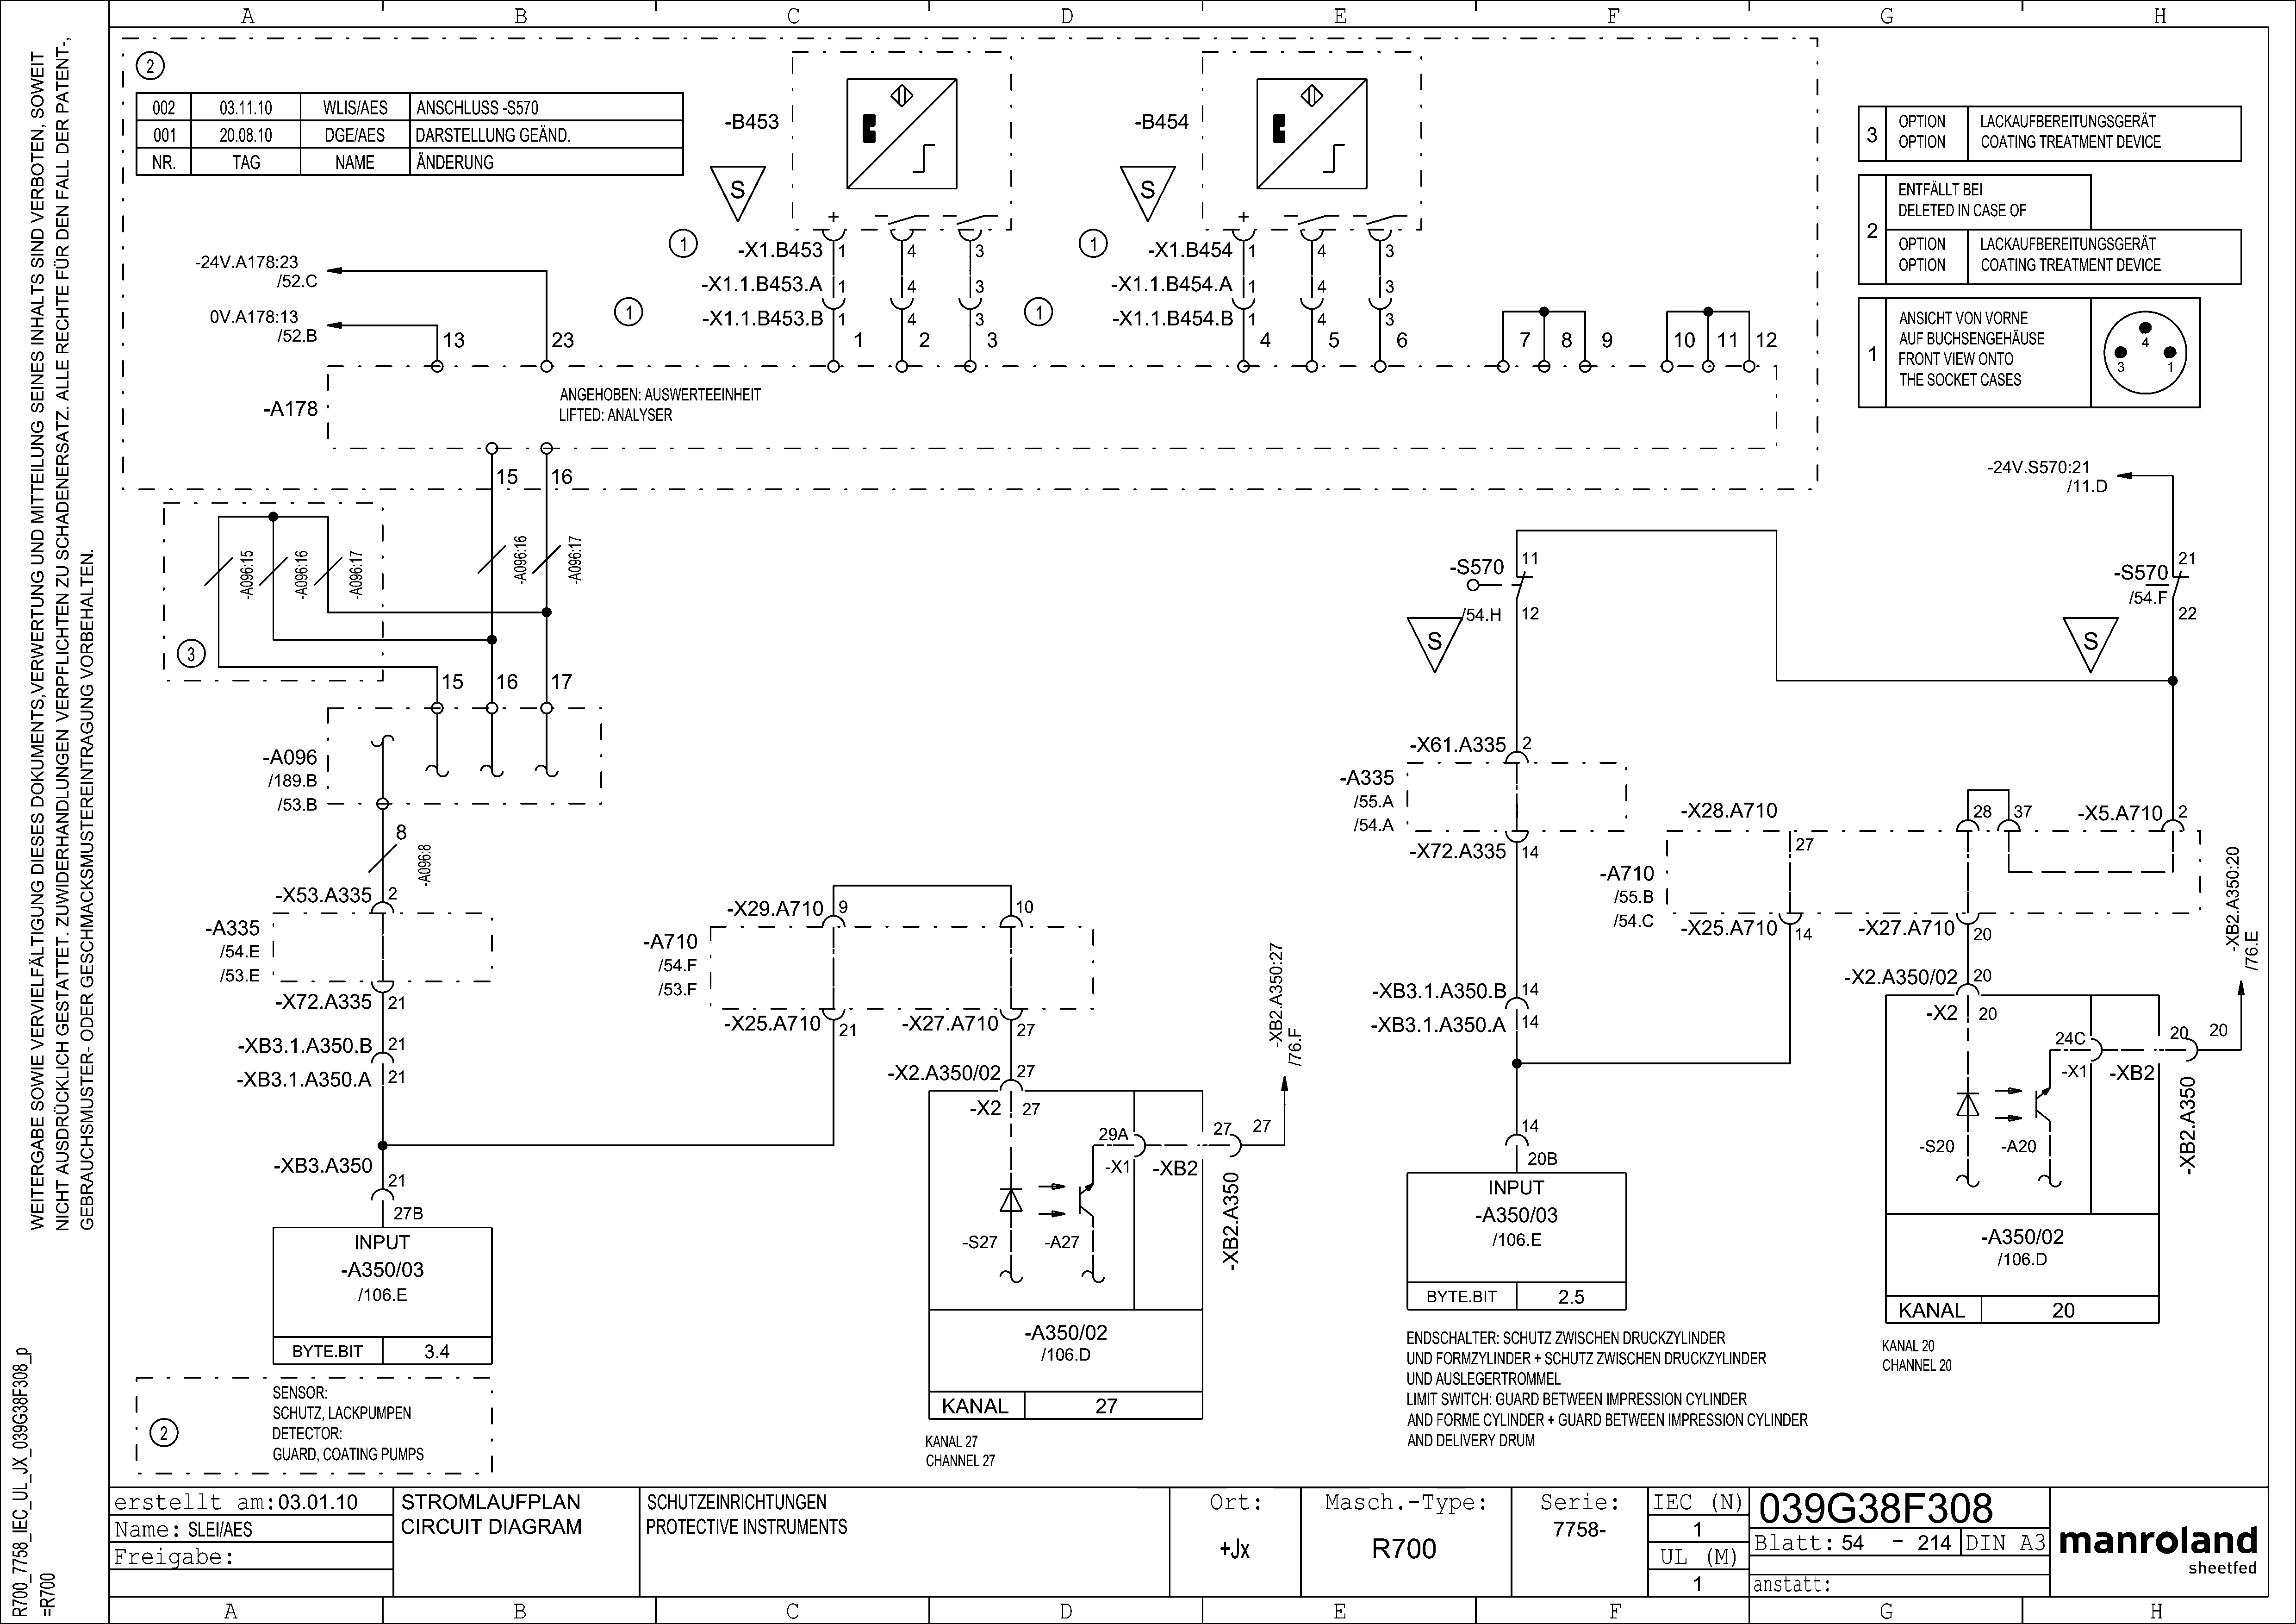 A B C D E F G H
2
002 03.11.10 WLIS/AES ANSCHLUSS -S570
001 20.08.10 DGE/AES DARSTELLUNG GEÄND.
NR. TAG NAME ÄNDERUNG
-B453
S
+
1
-X1.B453 1 4 3
-X1.1.B453.A 1 4 3
1
-X1.1.B453.B 1 4 3
1 2 3
-B454
S
+
1
-X1.B454 1 4 3
-X1.1.B454.A 1 4 3
1
-X1.1.B454.B 1 4 3
4 5 6
7 8 9
10 11 12
-24V.A178:23
/52.C
0V.A178:13
/52.B
13 23
-A178
ANGEHOBEN: AUSWERTEEINHEIT
LIFTED: ANALYSER
15 16
3
OPTION LACKAUFBEREITUNGSGERÄT
OPTION COATING TREATMENT DEVICE
2
ENTFÄLLT BEI
DELETED IN CASE OF
OPTION LACKAUFBEREITUNGSGERÄT
OPTION COATING TREATMENT DEVICE
1
ANSICHT VON VORNE
AUF BUCHSENGEHÄUSE
FRONT VIEW ONTO
THE SOCKET CASES
4
3 1
-A096:15
-A096:16
-A096:17
-A096:16
-A096:17
3
15 16 17
-A096
/189.B
/53.B
8
-A096:8
-X53.A335 2
-A335
/54.E
/53.E
-X72.A335 21
-XB3.1.A350.B 21
-XB3.1.A350.A 21
-XB3.A350
21
27B
INPUT
-A350/03
/106.E
BYTE.BIT 3.4
2
SENSOR:
SCHUTZ, LACKPUMPEN
DETECTOR:
GUARD, COATING PUMPS
-X29.A710 9 10
-A710
/54.F
/53.F
-X25.A710 21
-X27.A710 27
-X2.A350/02 27
-X2 27
29A
-X1
-XB2
27
27
-XB2.A350
-XB2.A350:27
/76.F
-S27 -A27
-A350/02
/106.D
KANAL 27
KANAL 27
CHANNEL 27
-S570
11
/54.H 12
S
-X61.A335 2
-A335
/55.A
/54.A
-X72.A335 14
-XB3.1.A350.B 14
-XB3.1.A350.A 14
14
20B
INPUT
-A350/03
/106.E
BYTE.BIT 2.5
ENDSCHALTER: SCHUTZ ZWISCHEN DRUCKZYLINDER
UND FORMZYLINDER + SCHUTZ ZWISCHEN DRUCKZYLINDER
UND AUSLEGERTROMMEL
LIMIT SWITCH: GUARD BETWEEN IMPRESSION CYLINDER
AND FORME CYLINDER + GUARD BETWEEN IMPRESSION CYLINDER
AND DELIVERY DRUM
-24V.S570:21
/11.D
21
-S570
/54.F
22
S
-X28.A710
28 37
-X5.A710 2
27
-A710
/55.B
/54.C
-X25.A710 14
-X27.A710 20
-X2.A350/02 20
-X2 20
24C
-X1
-XB2
20
20
-XB2.A350
-XB2.A350:20
/76.E
-S20 -A20
-A350/02
/106.D
KANAL 20
KANAL 20
CHANNEL 20
WEITERGABE SOWIE VERVIELFÄLTIGUNG DIESES DOKUMENTS,VERWERTUNG UND MITTEILUNG SEINES INHALTS SIND VERBOTEN, SOWEIT
NICHT AUSDRÜCKLICH GESTATTET. ZUWIDERHANDLUNGEN VERPFLICHTEN ZU SCHADENERSATZ. ALLE RECHTE FÜR DEN FALL DER PATENT-,
GEBRAUCHSMUSTER- ODER GESCHMACKSMUSTEREINTRAGUNG VORBEHALTEN.
R700_7758_IEC_UL_JX_039G38F308_p
=R700
erstellt am: 03.01.10
Name: SLEI/AES
Freigabe:
STROMLAUFPLAN
CIRCUIT DIAGRAM
SCHUTZEINRICHTUNGEN
PROTECTIVE INSTRUMENTS
Ort:
+Jx
Masch.-Type:
R700
Serie:
7758-
IEC (N)
1
UL (M)
1
039G38F308
Blatt: 54 - 214 DIN A3
anstatt:
manroland
sheetfed
A B C D E F G H